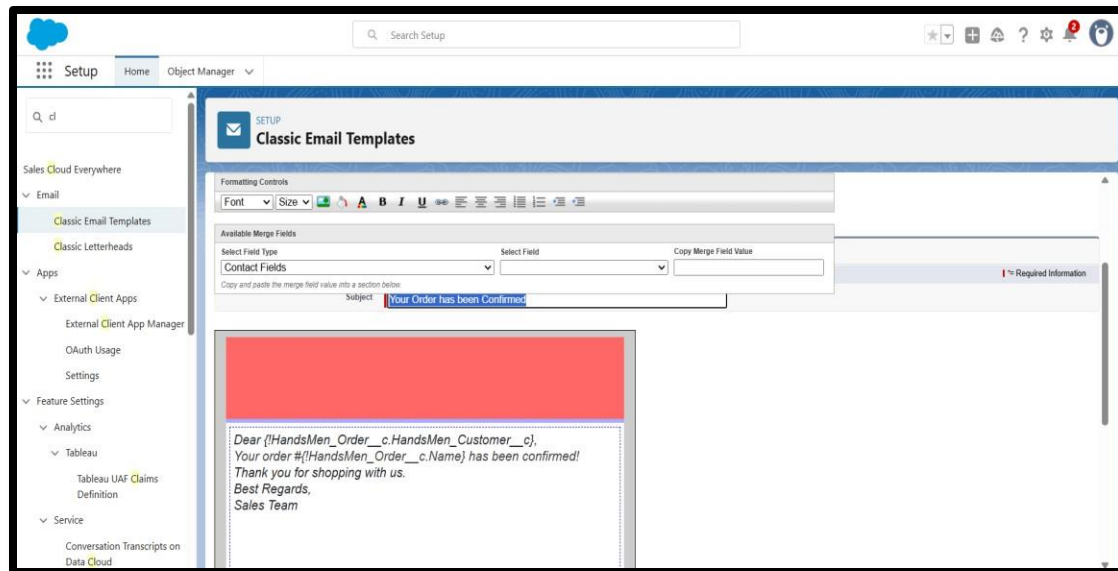 Search Setup
2
Setup
Home
Object Manager
cl
SETUP
Classic Email Templates
Sales Cloud Everywhere
Email
Classic Email Templates
Classic Letterheads
Apps
External Client Apps
External Client App Manager
OAuth Usage
Settings
Feature Settings
Analytics
Tableau
Tableau UAF Claims
Definition
Service
Conversation Transcripts on
Data Cloud
Formatting Controls
Font Size A B I U
Available Merge Fields
Select Field Type Select Field Copy Merge Field Value
Contact Fields
Copy and paste the merge field value into a section below.
= Required Information
Subject Your Order has been Confirmed
Dear {!HandsMen_Order__c.HandsMen_Customer__c},
Your order #{!HandsMen_Order__c.Name} has been confirmed!
Thank you for shopping with us.
Best Regards,
Sales Team